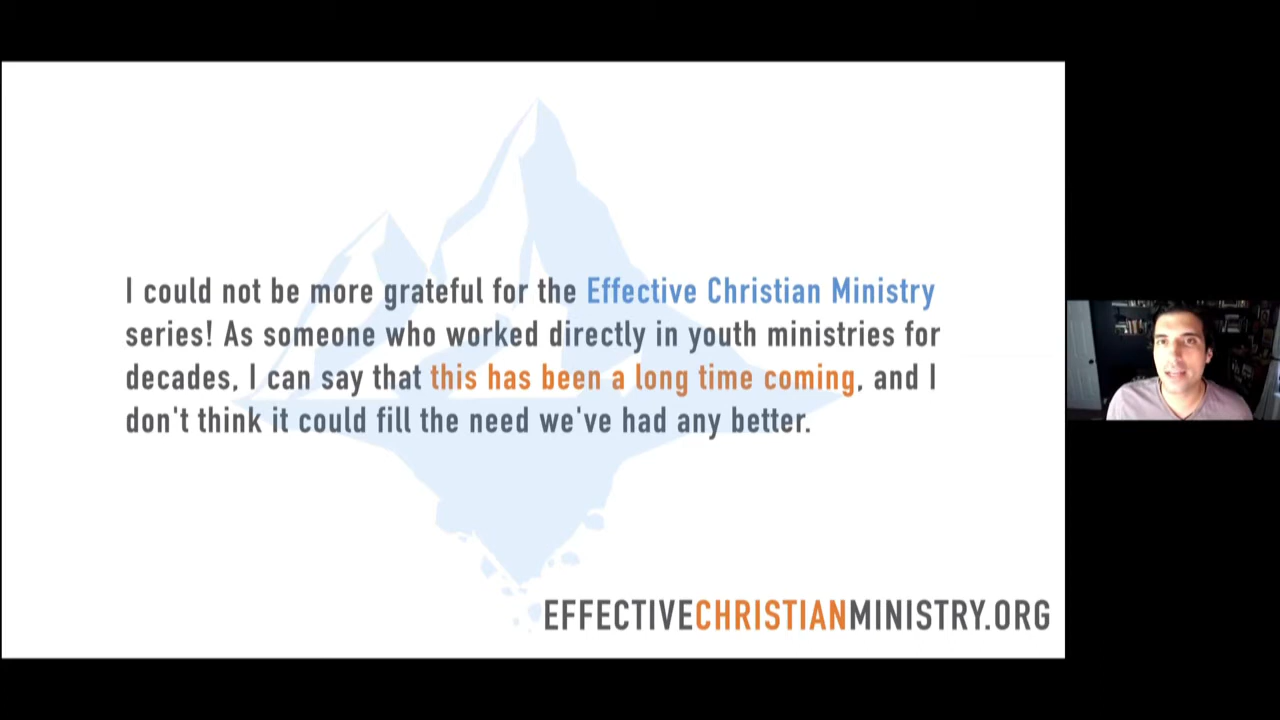 I could not be more grateful for the Effective Christian Ministry
series! As someone who worked directly in youth ministries for
decades, I can say that this has been a long time coming, and I
don't think it could fill the need we've had any better.
EFFECTIVECHRISTIANMINISTRY.ORG